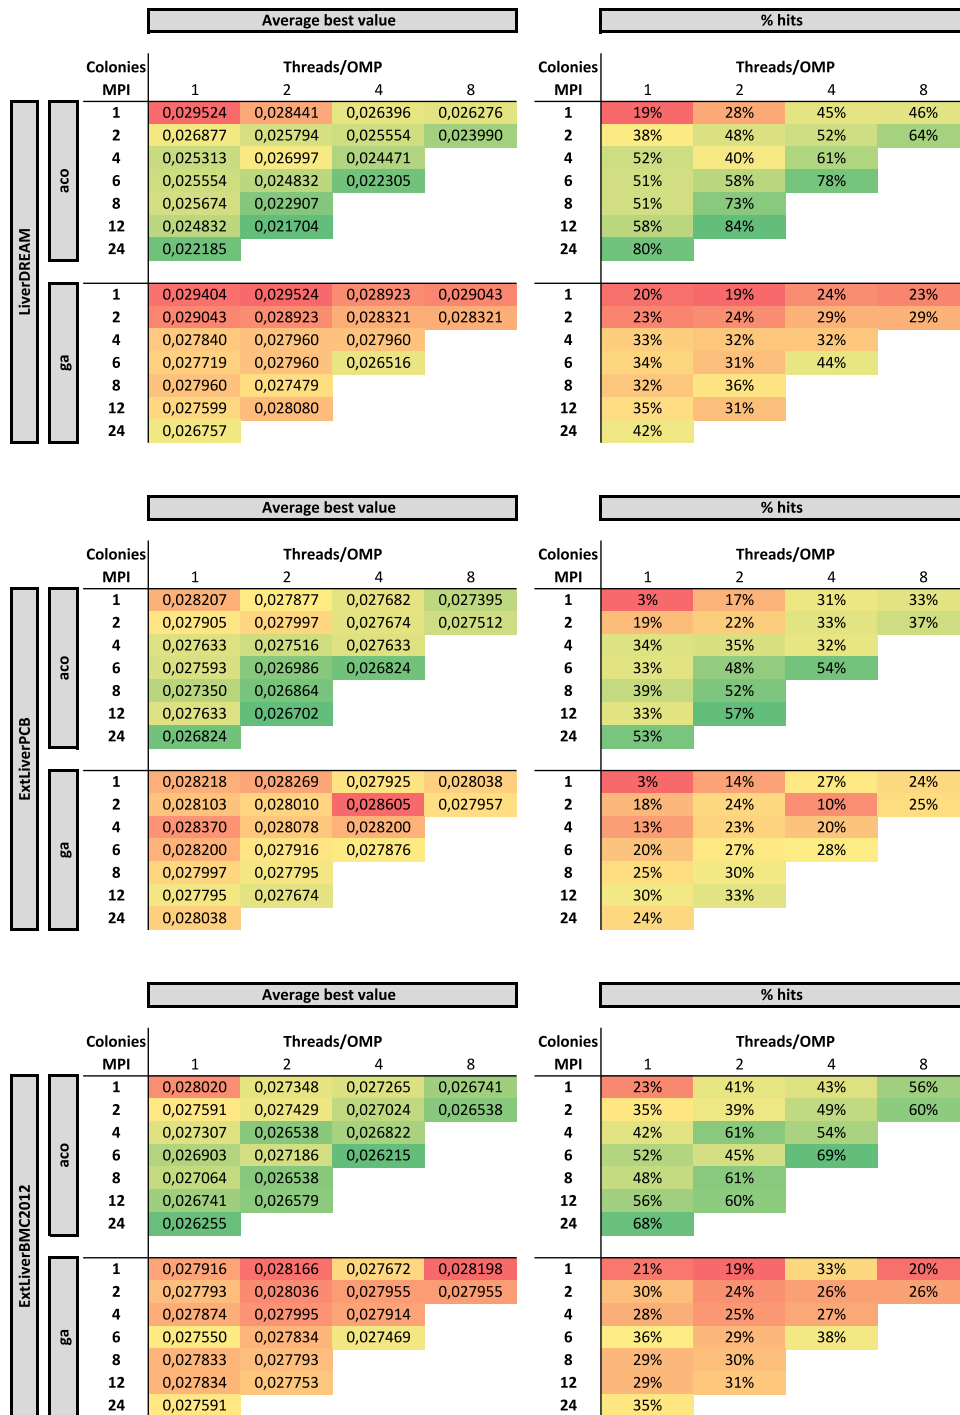 Average best value % hits
Colonies Threads/OMP Colonies Threads/OMP
MPI 1 2 4 8 MPI 1 2 4 8
LiverDREAM
aco
1 0,029524 0,028441 0,026396 0,026276 1 19% 28% 45% 46%
2 0,026877 0,025794 0,025554 0,023990 2 38% 48% 52% 64%
4 0,025313 0,026997 0,024471 4 52% 40% 61%
6 0,025554 0,024832 0,022305 6 51% 58% 78%
8 0,025674 0,022907 8 51% 73%
12 0,024832 0,021704 12 58% 84%
24 0,022185 24 80%
ga
1 0,029404 0,029524 0,028923 0,029043 1 20% 19% 24% 23%
2 0,029043 0,028923 0,028321 0,028321 2 23% 24% 29% 29%
4 0,027840 0,027960 0,027960 4 33% 32% 32%
6 0,027719 0,027960 0,026516 6 34% 31% 44%
8 0,027960 0,027479 8 32% 36%
12 0,027599 0,028080 12 35% 31%
24 0,026757 24 42%
Average best value % hits
Colonies Threads/OMP Colonies Threads/OMP
MPI 1 2 4 8 MPI 1 2 4 8
ExtLiverPCB
aco
1 0,028207 0,027877 0,027682 0,027395 1 3% 17% 31% 33%
2 0,027905 0,027997 0,027674 0,027512 2 19% 22% 33% 37%
4 0,027633 0,027516 0,027633 4 34% 35% 32%
6 0,027593 0,026986 0,026824 6 33% 48% 54%
8 0,027350 0,026864 8 39% 52%
12 0,027633 0,026702 12 33% 57%
24 0,026824 24 53%
ga
1 0,028218 0,028269 0,027925 0,028038 1 3% 14% 27% 24%
2 0,028103 0,028010 0,028605 0,027957 2 18% 24% 10% 25%
4 0,028370 0,028078 0,028200 4 13% 23% 20%
6 0,028200 0,027916 0,027876 6 20% 27% 28%
8 0,027997 0,027795 8 25% 30%
12 0,027795 0,027674 12 30% 33%
24 0,028038 24 24%
Average best value % hits
Colonies Threads/OMP Colonies Threads/OMP
MPI 1 2 4 8 MPI 1 2 4 8
ExtLiverBMC2012
aco
1 0,028020 0,027348 0,027265 0,026741 1 23% 41% 43% 56%
2 0,027591 0,027429 0,027024 0,026538 2 35% 39% 49% 60%
4 0,027307 0,026538 0,026822 4 42% 61% 54%
6 0,026903 0,027186 0,026215 6 52% 45% 69%
8 0,027064 0,026538 8 48% 61%
12 0,026741 0,026579 12 56% 60%
24 0,026255 24 68%
ga
1 0,027916 0,028166 0,027672 0,028198 1 21% 19% 33% 20%
2 0,027793 0,028036 0,027955 0,027955 2 30% 24% 26% 26%
4 0,027874 0,027995 0,027914 4 28% 25% 27%
6 0,027550 0,027834 0,027469 6 36% 29% 38%
8 0,027833 0,027793 8 29% 30%
12 0,027834 0,027753 12 29% 31%
24 0,027591 24 35%